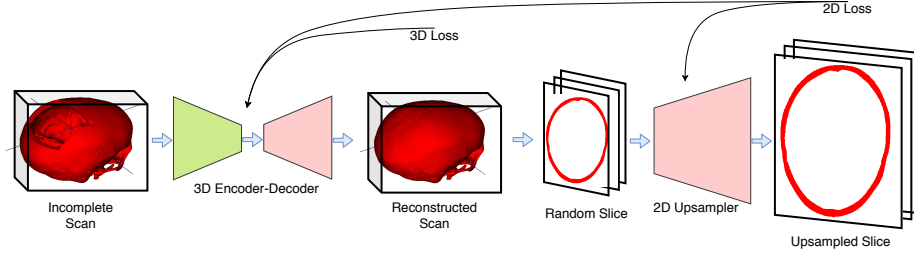 2D Loss
3D Loss
3D Encoder-Decoder
Incomplete
Scan
Reconstructed
Scan
Random Slice
2D Upsampler
Upsampled Slice